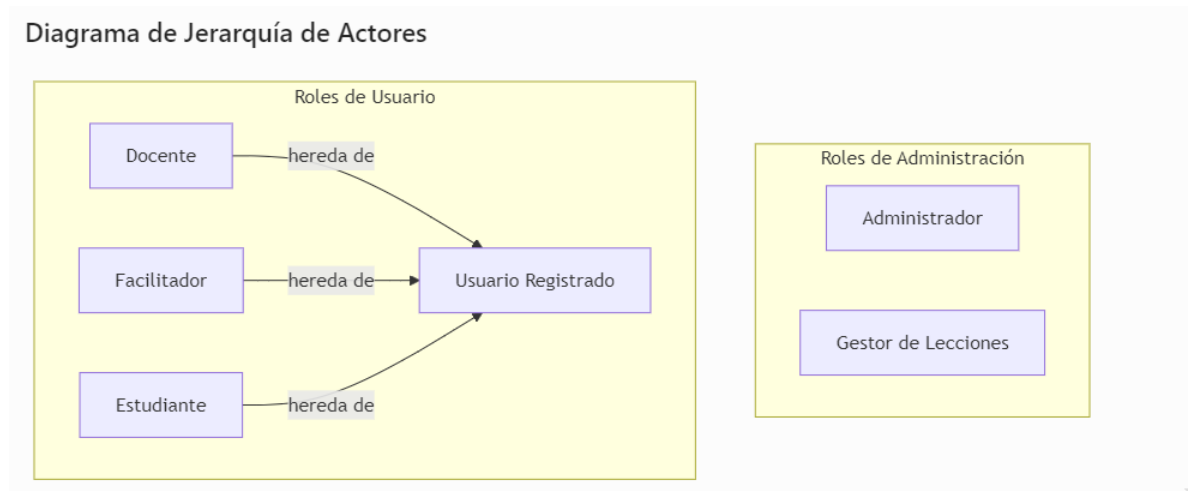 Diagrama de Jerarquía de Actores
Roles de Usuario
Docente
hereda de
Facilitador
hereda de
Usuario Registrado
Estudiante
hereda de
Roles de Administración
Administrador
Gestor de Lecciones